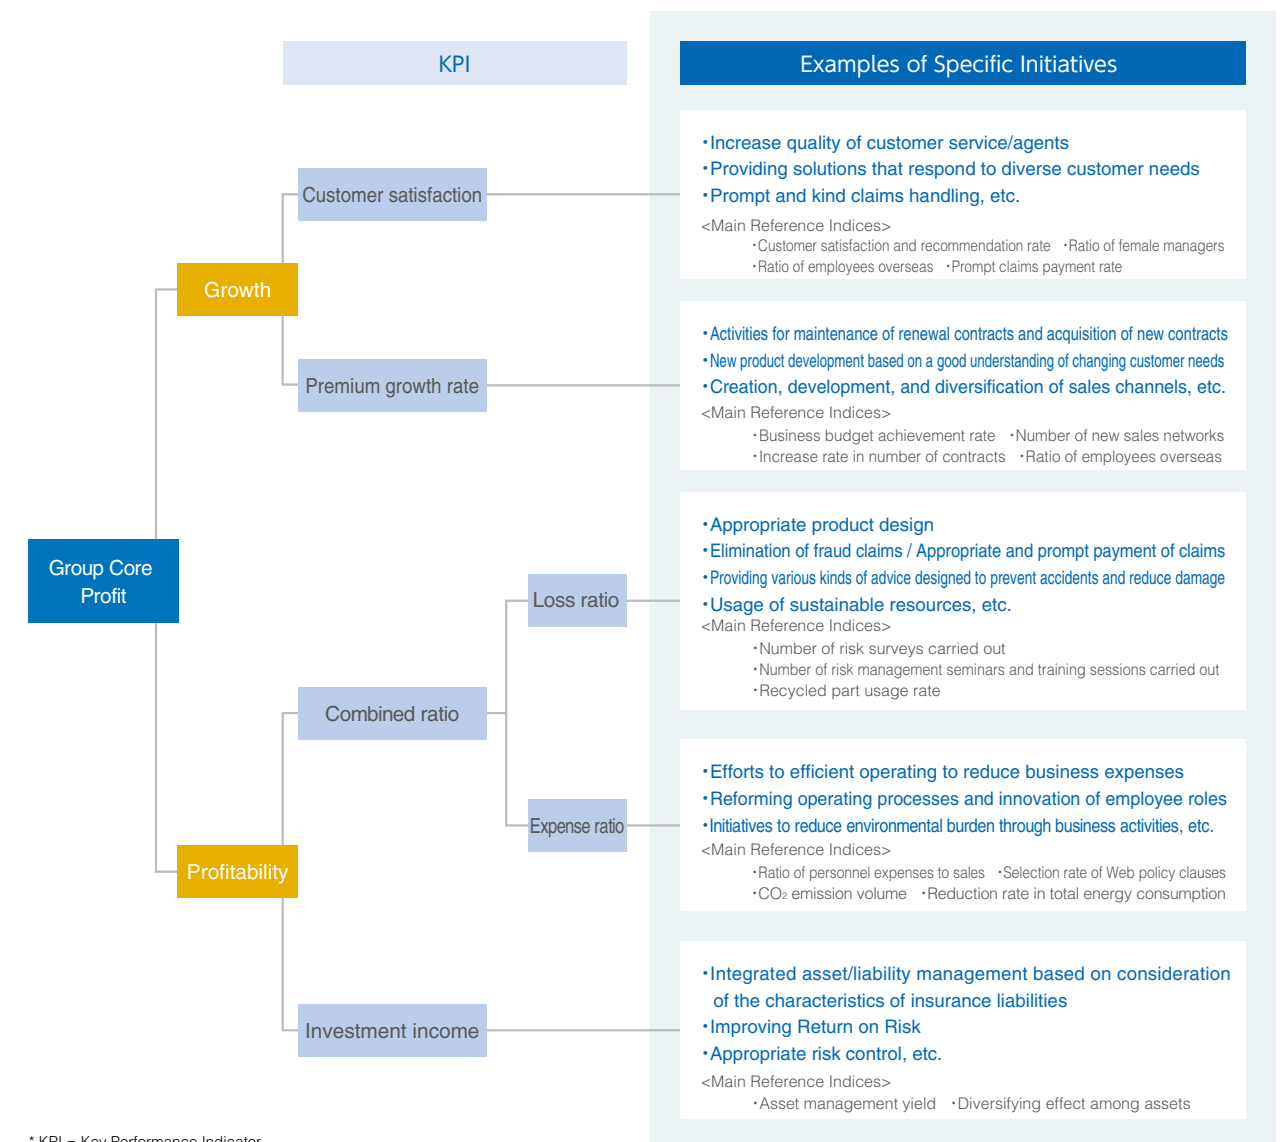 KPI
Examples of Specific Initiatives
Group Core
Profit
Growth
Customer satisfaction
・Increase quality of customer service/agents
・Providing solutions that respond to diverse customer needs
・Prompt and kind claims handling, etc.
<Main Reference Indices>
・Customer satisfaction and recommendation rate ・Ratio of female managers
・Ratio of employees overseas ・Prompt claims payment rate
Premium growth rate
・Activities for maintenance of renewal contracts and acquisition of new contracts
・New product development based on a good understanding of changing customer needs
・Creation, development, and diversification of sales channels, etc.
<Main Reference Indices>
・Business budget achievement rate ・Number of new sales networks
・Increase rate in number of contracts ・Ratio of employees overseas
Profitability
Combined ratio
Loss ratio
・Appropriate product design
・Elimination of fraud claims / Appropriate and prompt payment of claims
・Providing various kinds of advice designed to prevent accidents and reduce damage
・Usage of sustainable resources, etc.
<Main Reference Indices>
・Number of risk surveys carried out
・Number of risk management seminars and training sessions carried out
・Recycled part usage rate
Expense ratio
・Efforts to efficient operating to reduce business expenses
・Reforming operating processes and innovation of employee roles
・Initiatives to reduce environmental burden through business activities, etc.
<Main Reference Indices>
・Ratio of personnel expenses to sales ・Selection rate of Web policy clauses
・CO₂ emission volume ・Reduction rate in total energy consumption
Investment income
・Integrated asset/liability management based on consideration
of the characteristics of insurance liabilities
・Improving Return on Risk
・Appropriate risk control, etc.
<Main Reference Indices>
・Asset management yield ・Diversifying effect among assets
* KPI = Key Performance Indicator